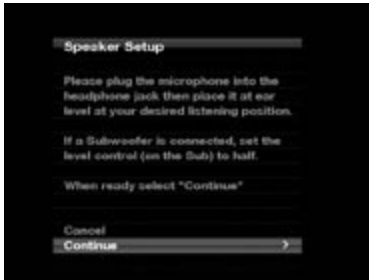 Speaker Setup
Please plug the microphone into the
headphone jack then place it at ear
level at your desired listening position.
If a Subwoofer is connected, set the
level control (on the Sub) to half.
When ready select "Continue"
Cancel
Continue >